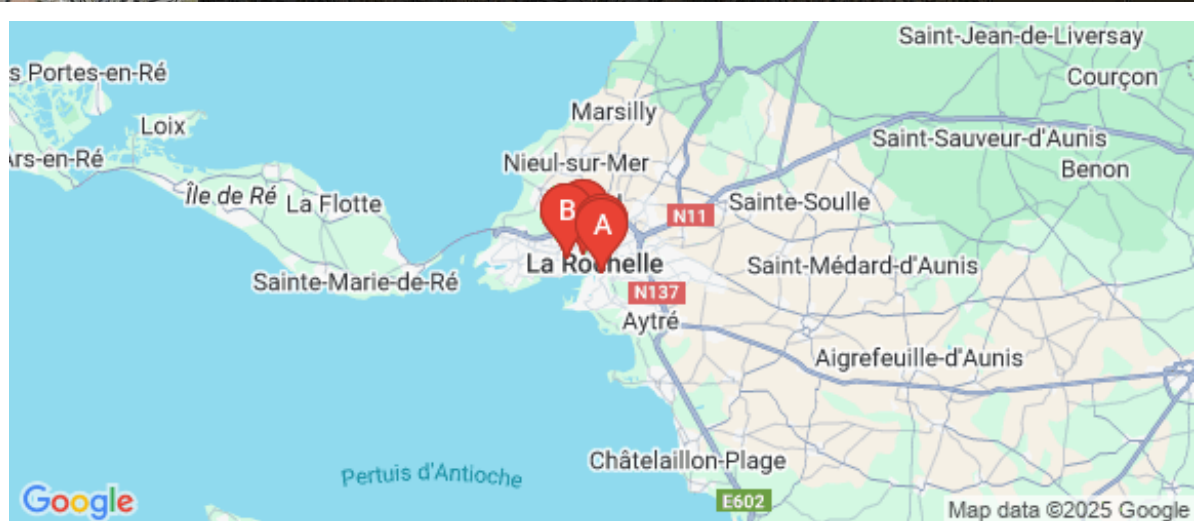 Saint-Jean-de-Liversay
s Portes-en-Ré
Courçon
Marsilly
Loix
Saint-Sauveur-d'Aunis
Ars-en-Ré
Nieul-sur-Mer
Benon
Île de Ré
La Flotte
Sainte-Soulle
B
A
N11
La Rochelle
Saint-Médard-d'Aunis
Sainte-Marie-de-Ré
N137
Aytré
Aigrefeuille-d'Aunis
Châtelaillon-Plage
Pertuis d'Antioche
E602
Google
Map data ©2025 Google